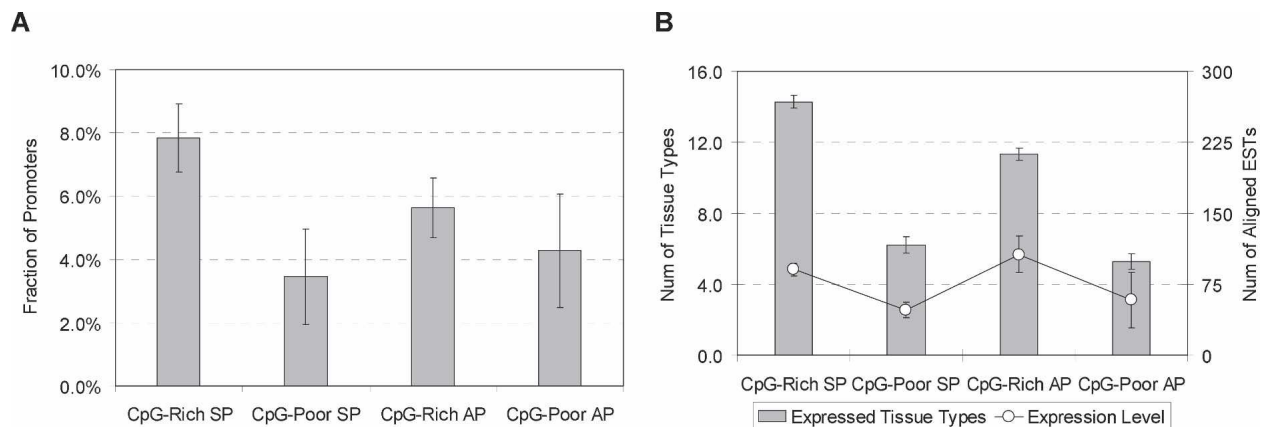 A
Fraction of Promoters
10.0%
8.0%
6.0%
4.0%
2.0%
0.0%
CpG-Rich SP CpG-Poor SP CpG-Rich AP CpG-Poor AP
B
Num of Tissue Types
16.0
12.0
8.0
4.0
0.0
300
225
150
75
0
Num of Aligned ESTs
CpG-Rich SP CpG-Poor SP CpG-Rich AP CpG-Poor AP
Expressed Tissue Types Expression Level